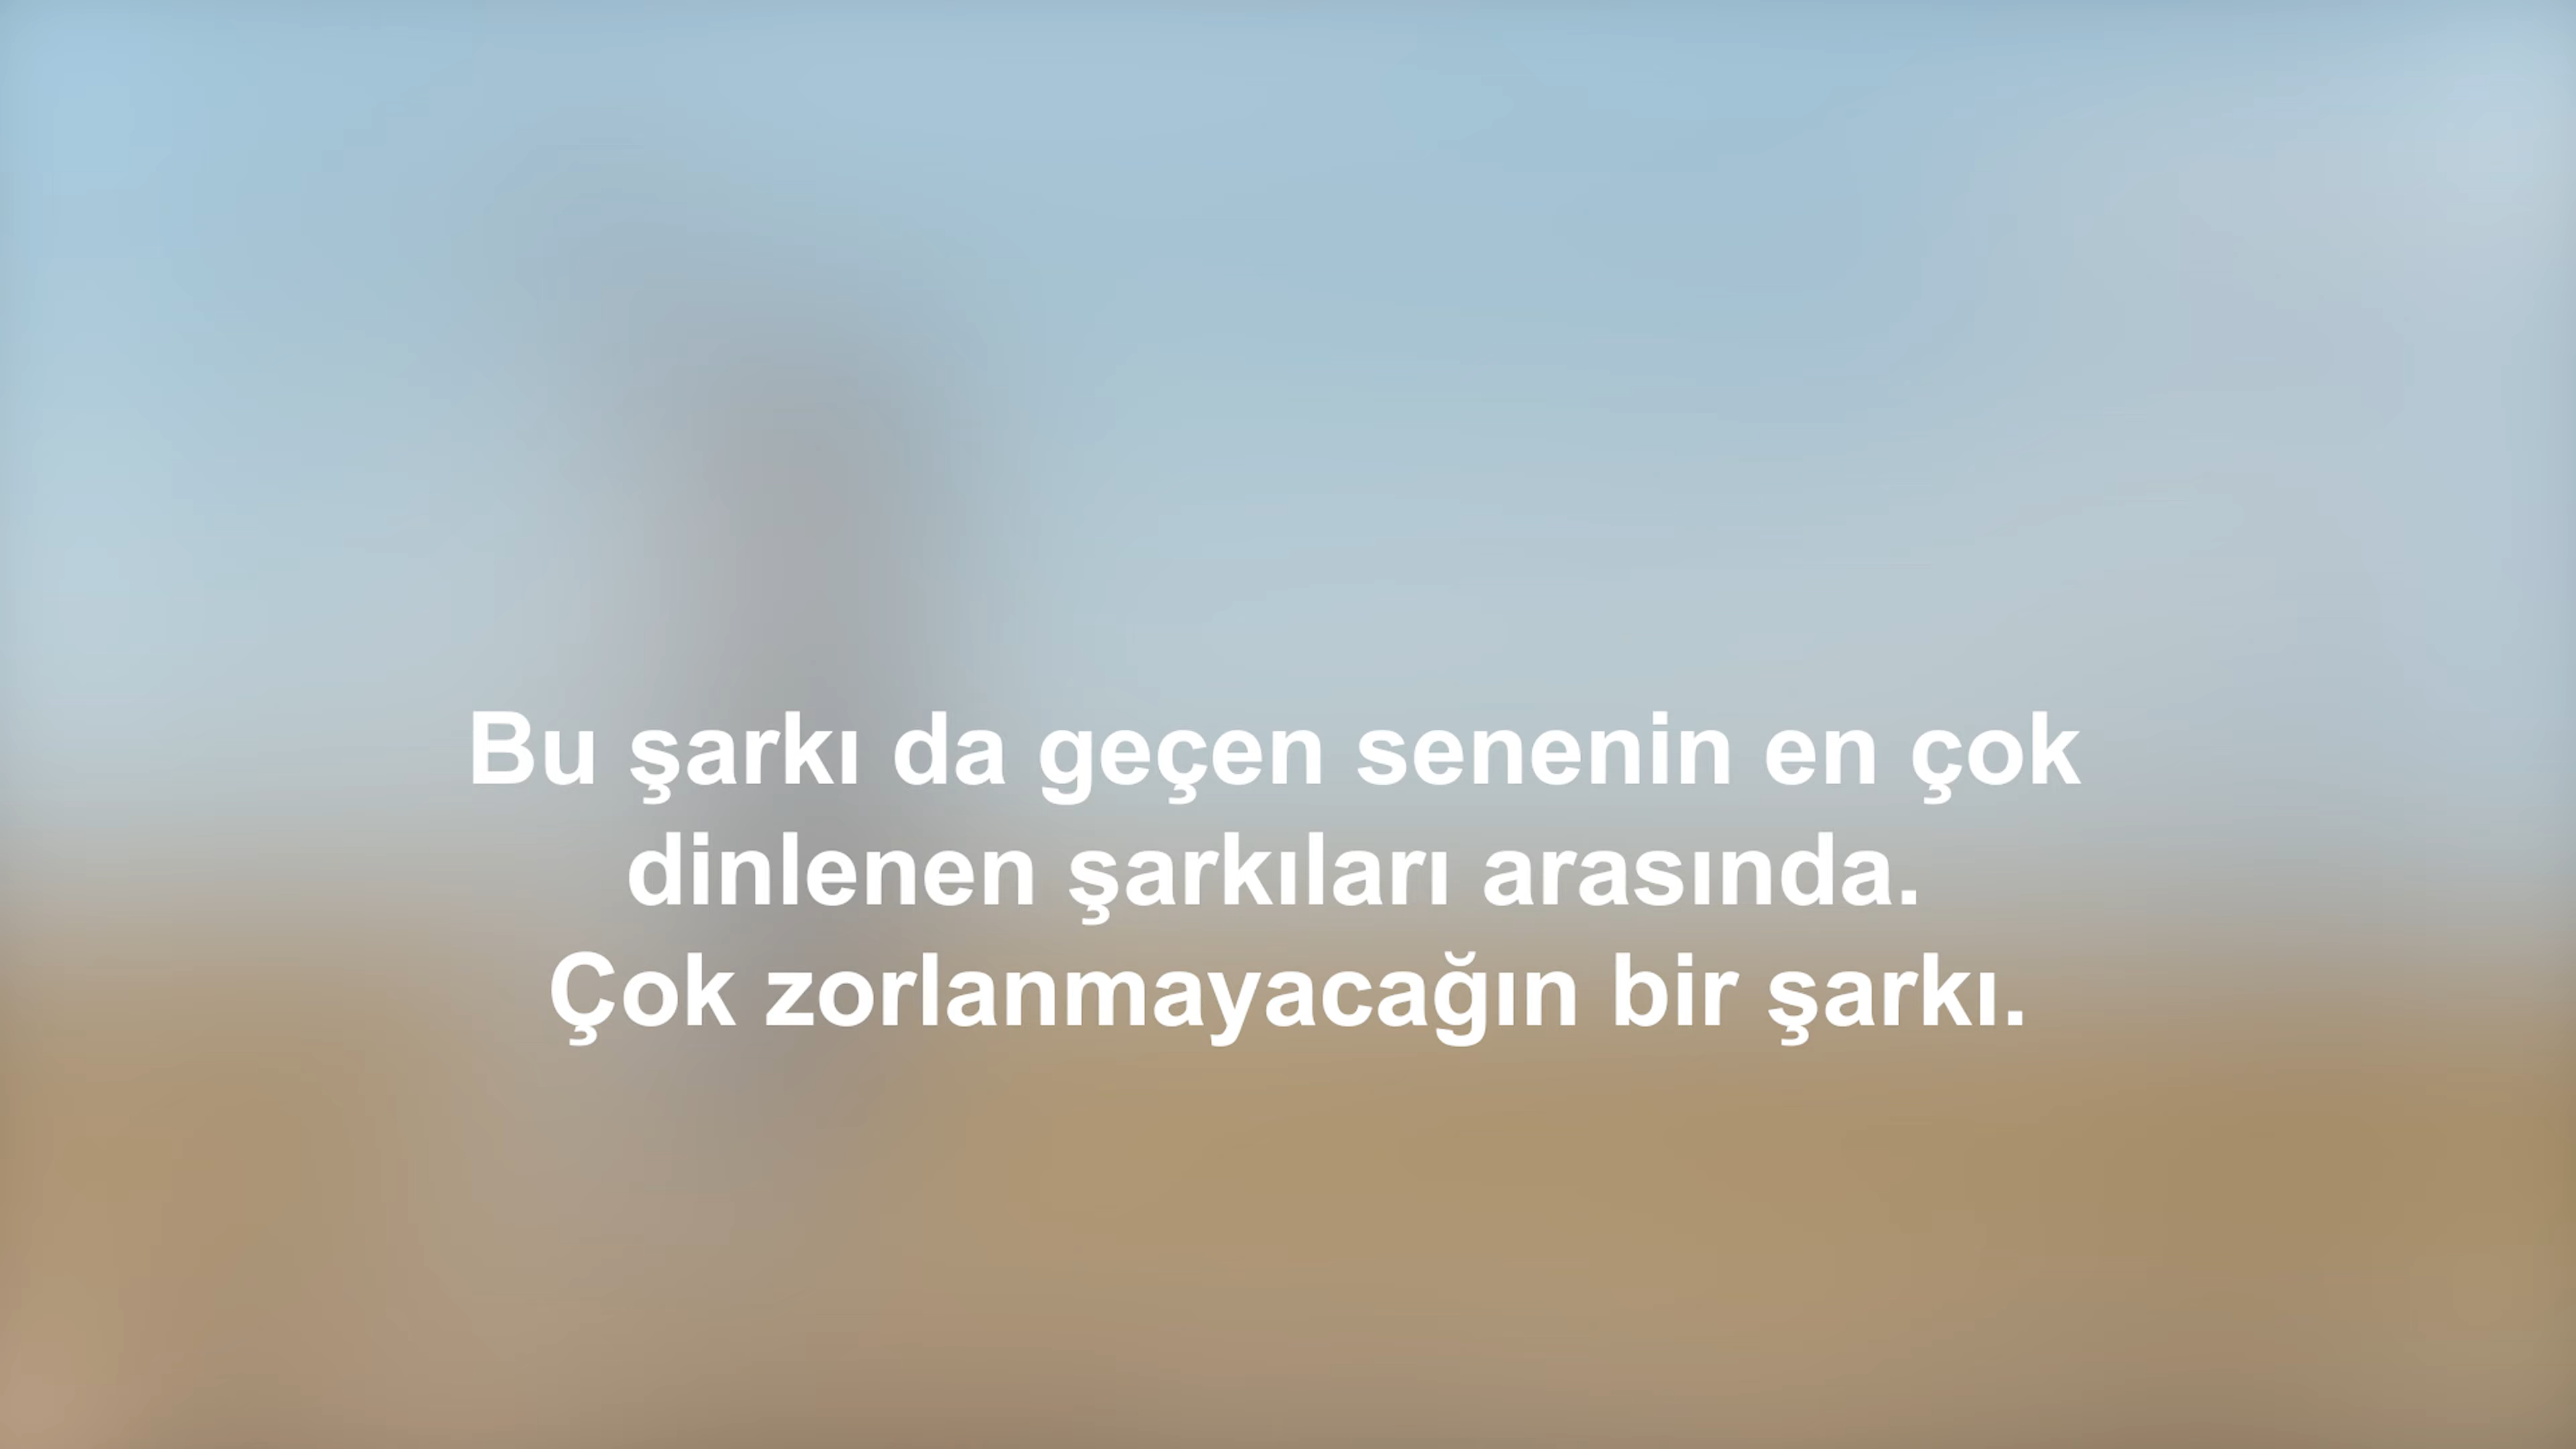 Bu şarkı da geçen senenin en çok
dinlenen şarkıları arasında.
Çok zorlanmayacağın bir şarkı.